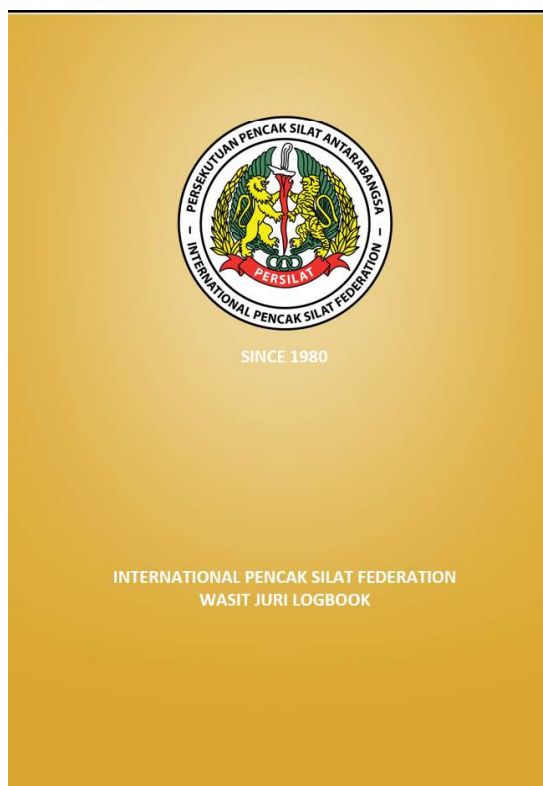 PERSEKUTUAN PENCAK SILAT ANTARABANGSA
INTERNATIONAL PENCAK SILAT FEDERATION
PERSILAT
SINCE 1980
INTERNATIONAL PENCAK SILAT FEDERATION
WASIT JURI LOGBOOK